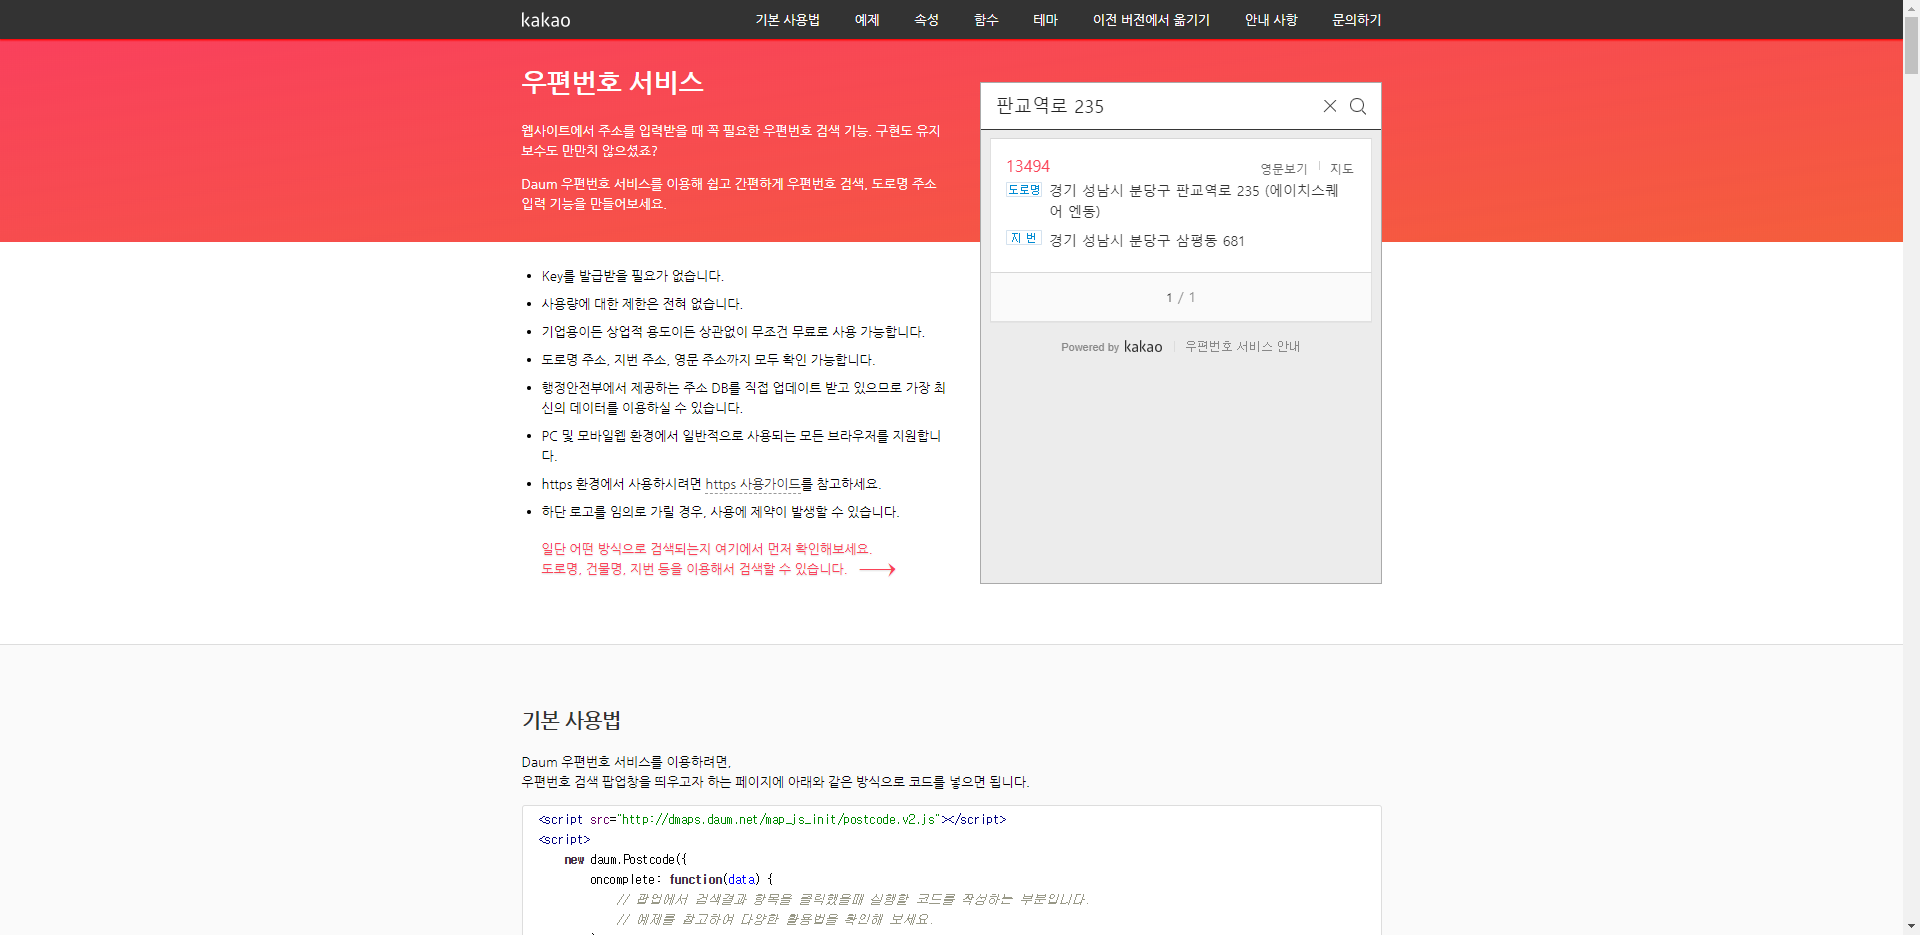 kakao
기본 사용법 예제 속성 함수 테마 이전 버전에서 옮기기 안내 사항 문의하기
우편번호 서비스
웹사이트에서 주소를 입력받을 때 꼭 필요한 우편번호 검색 기능. 구현도 유지
보수도 만만치 않으셨죠?
Daum 우편번호 서비스를 이용해 쉽고 간편하게 우편번호 검색, 도로명 주소
입력 기능을 만들어보세요.
판교역로 235
13494
영문보기 지도
도로명 경기 성남시 분당구 판교역로 235 (에이치스퀘
어 엔동)
지 번 경기 성남시 분당구 삼평동 681
1 / 1
Powered by kakao 우편번호 서비스 안내
Key를 발급받을 필요가 없습니다.
사용량에 대한 제한은 전혀 없습니다.
기업용이든 상업적 용도이든 상관없이 무조건 무료로 사용 가능합니다.
도로명 주소, 지번 주소, 영문 주소까지 모두 확인 가능합니다.
행정안전부에서 제공하는 주소 DB를 직접 업데이트 받고 있으므로 가장 최
신의 데이터를 이용하실 수 있습니다.
PC 및 모바일웹 환경에서 일반적으로 사용되는 모든 브라우저를 지원합니
다.
https 환경에서 사용하시려면 https 사용가이드를 참고하세요.
하단 로고를 임의로 가릴 경우, 사용에 제약이 발생할 수 있습니다.
일단 어떤 방식으로 검색되는지 여기에서 먼저 확인해보세요.
도로명, 건물명, 지번 등을 이용해서 검색할 수 있습니다.
기본 사용법
Daum 우편번호 서비스를 이용하려면,
우편번호 검색 팝업창을 띄우고자 하는 페이지에 아래와 같은 방식으로 코드를 넣으면 됩니다.
<script src="http://dmaps.daum.net/map_js_init/postcode.v2.js"></script>
<script>
new daum.Postcode({
oncomplete: function(data) {
// 팝업에서 검색결과 항목을 클릭했을때 실행할 코드를 작성하는 부분입니다.
// 예제를 참고하여 다양한 활용법을 확인해 보세요.